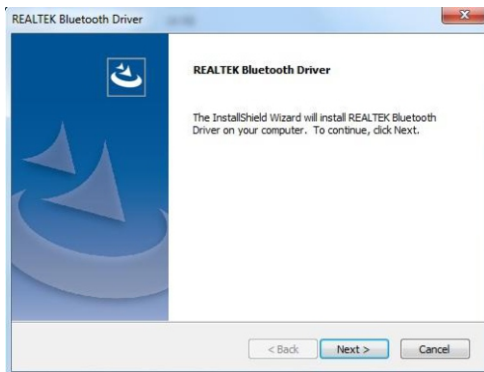 REALTEK Bluetooth Driver
REALTEK Bluetooth Driver
The InstallShield Wizard will install REALTEK Bluetooth
Driver on your computer. To continue, click Next.
< Back
Next >
Cancel